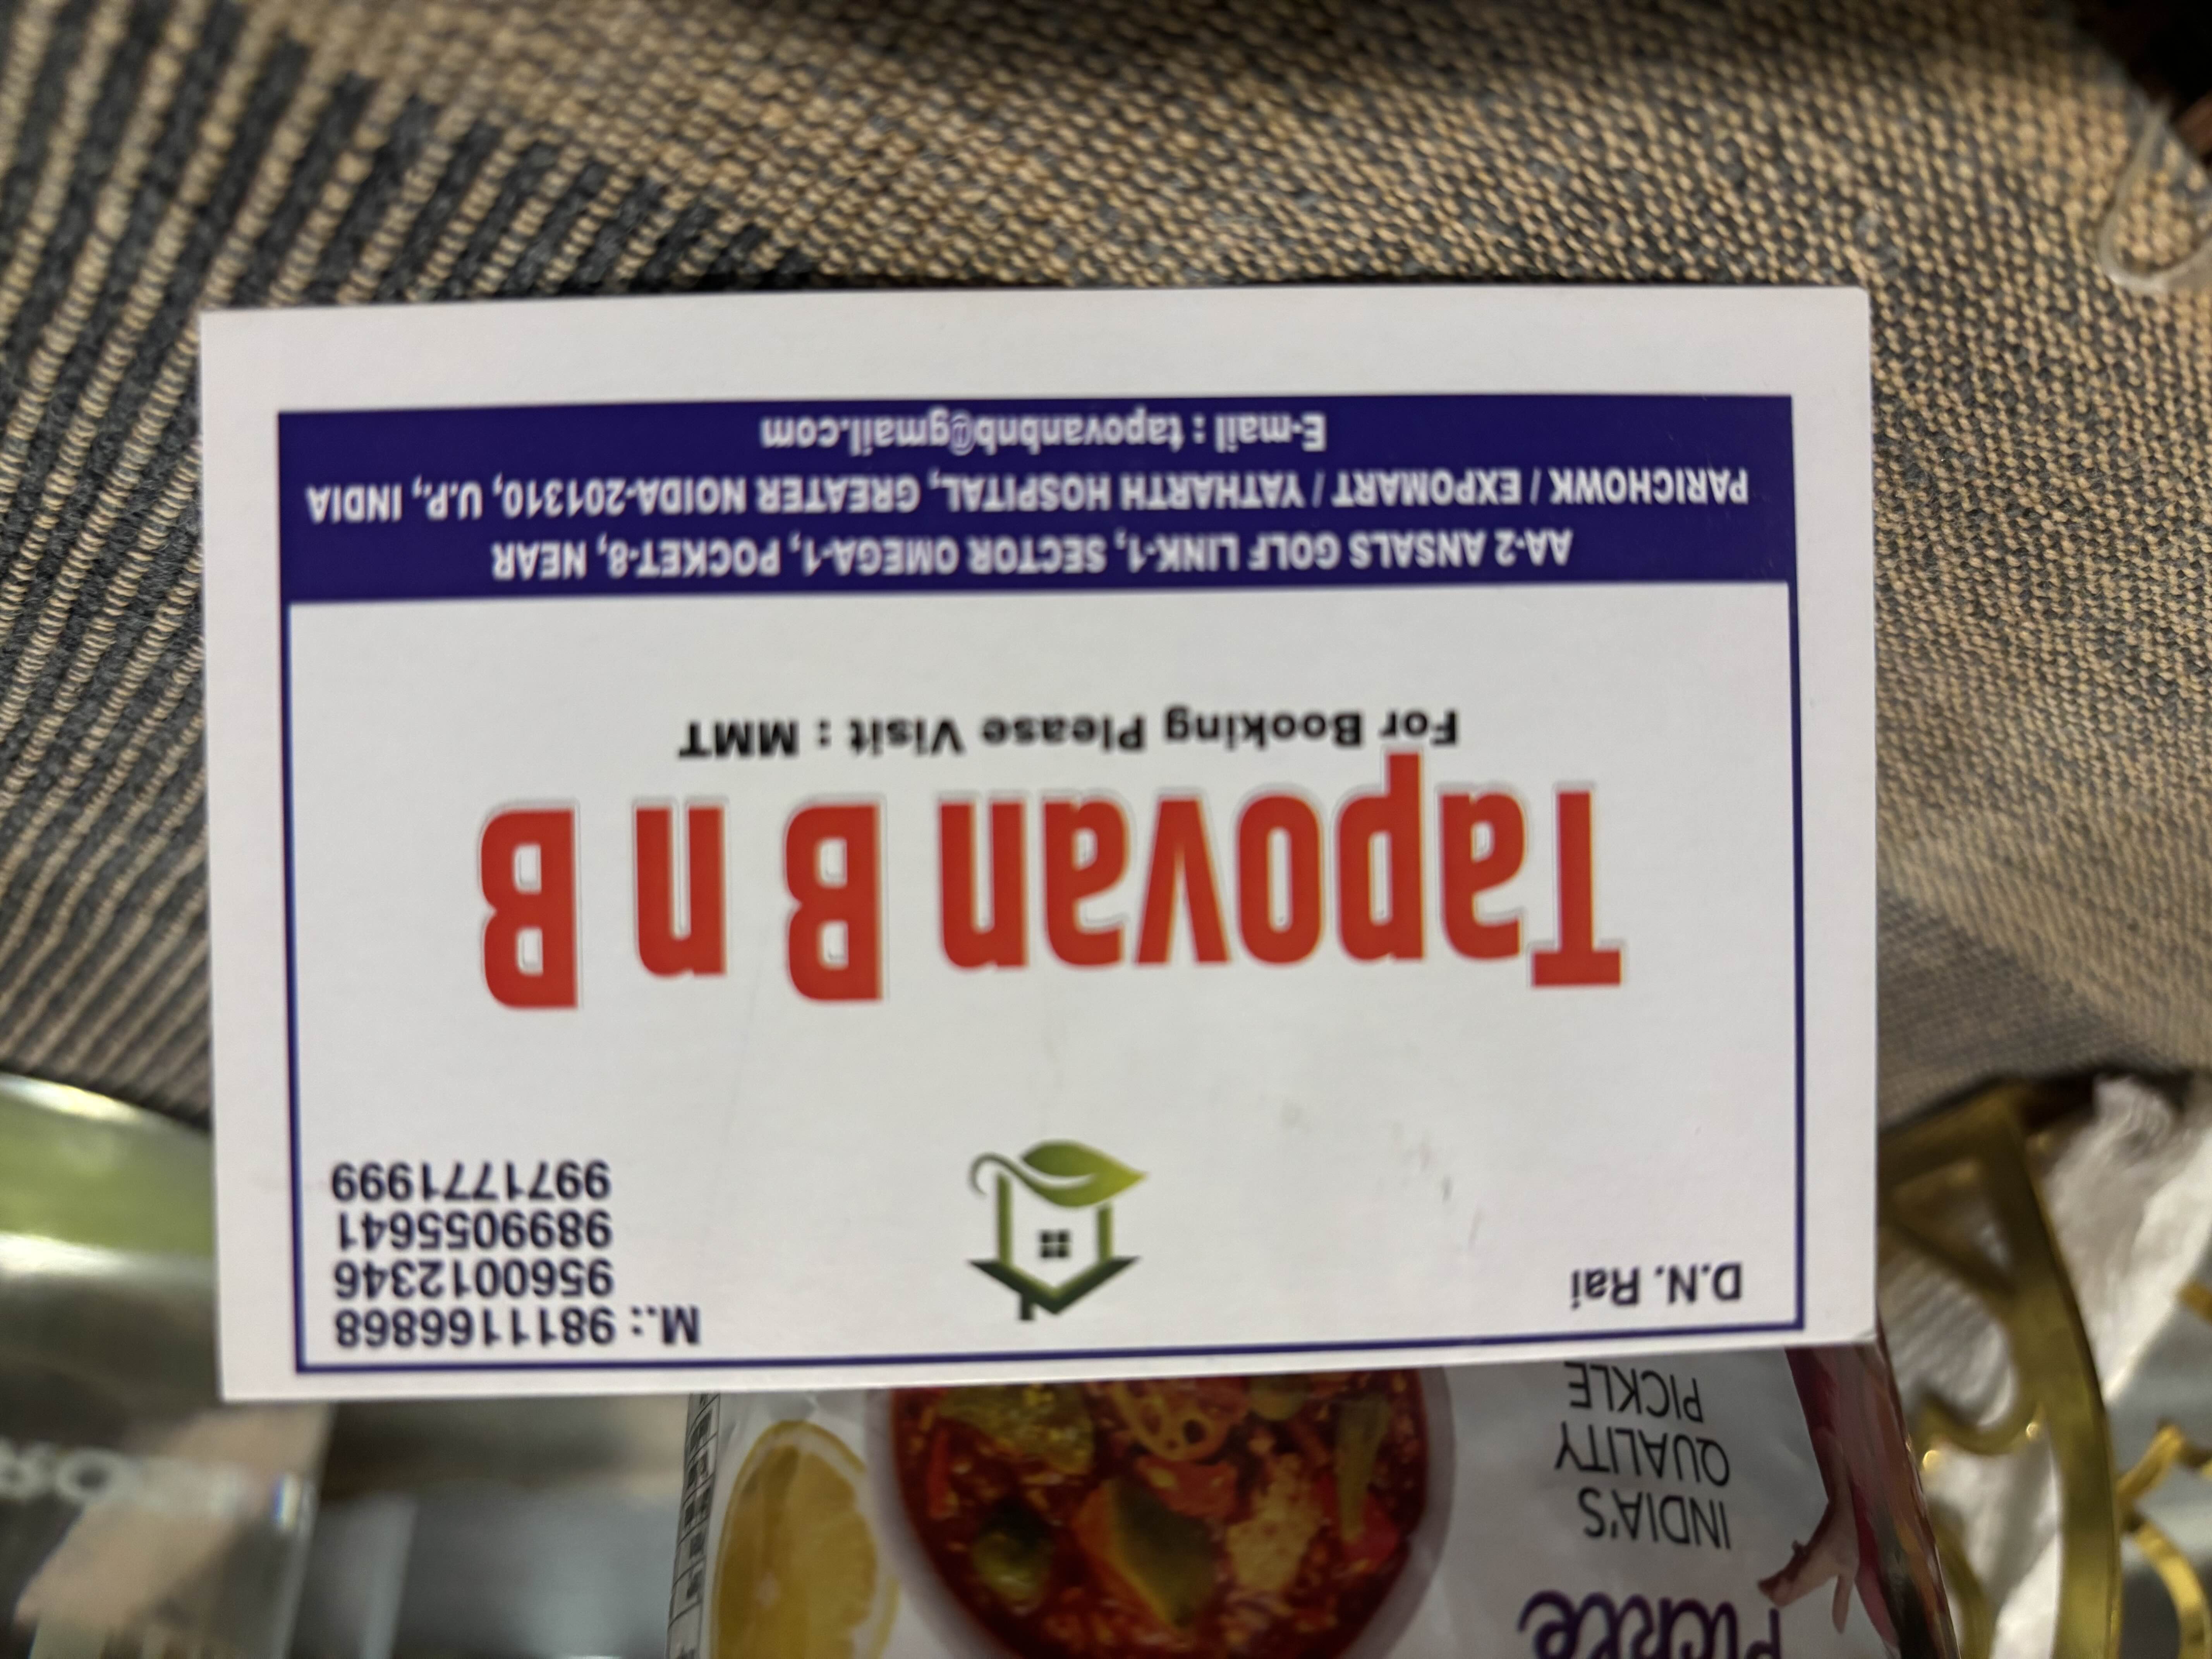 D.N. Rai
M.: 9811166868
9560012346
9899055641
9971771999
Tapovan B n B
For Booking Please Visit : MMT
AA-2 ANSALS GOLF LINK-1, SECTOR OMEGA-1, POCKET-8, NEAR
PARICHOWK / EXPOMART / YATHARTH HOSPITAL, GREATER NOIDA-201310, U.P., INDIA
E-mail : tapovanbnb@gmail.com
Pickle
INDIA'S
QUALITY
PICKLE